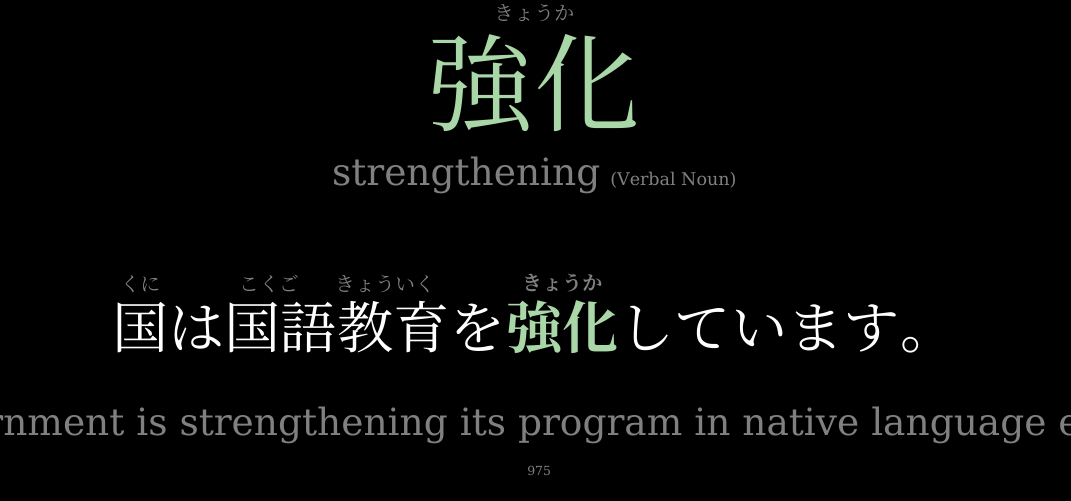 きょうか
強化
strengthening (Verbal Noun)
くに こくご きょういく きょうか
国は国語教育を強化しています。
rnment is strengthening its program in native language e
975